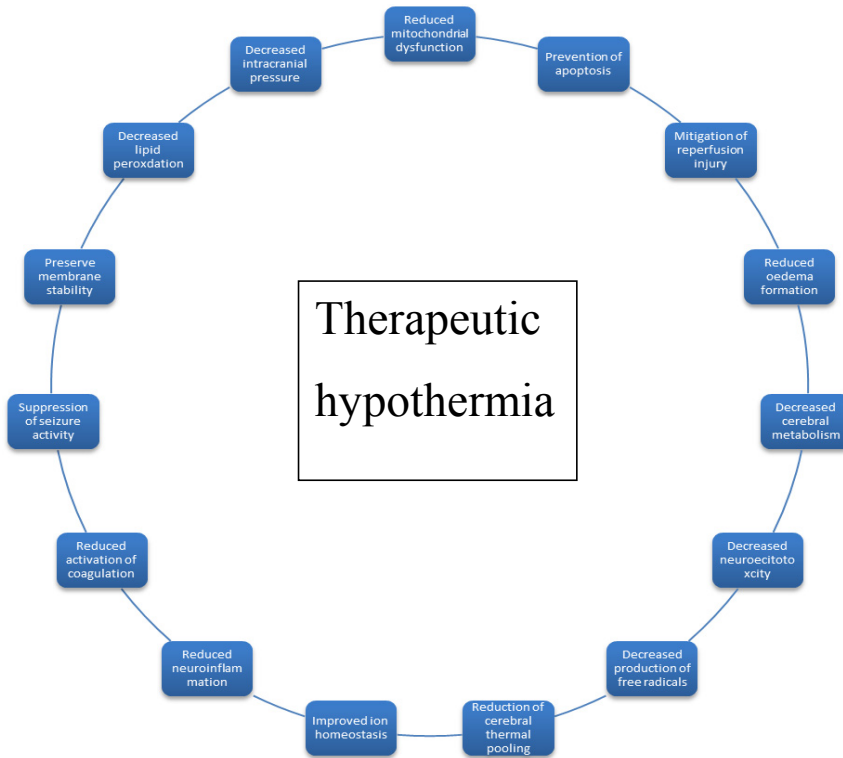 Reduced
mitochondrial
dysfunction
Prevention of
apoptosis
Mitigation of
reperfusion
injury
Reduced
oedema
formation
Decreased
cerebral
metabolism
Decreased
neuroecitoto
xcity
Decreased
production of
free radicals
Reduction of
cerebral
thermal
pooling
Improved ion
homeostasis
Reduced
neuroinflam
mation
Reduced
activation of
coagulation
Suppression
of seizure
activity
Preserve
membrane
stability
Decreased
lipid
peroxdation
Decreased
intracranial
pressure
Therapeutic
hypothermia